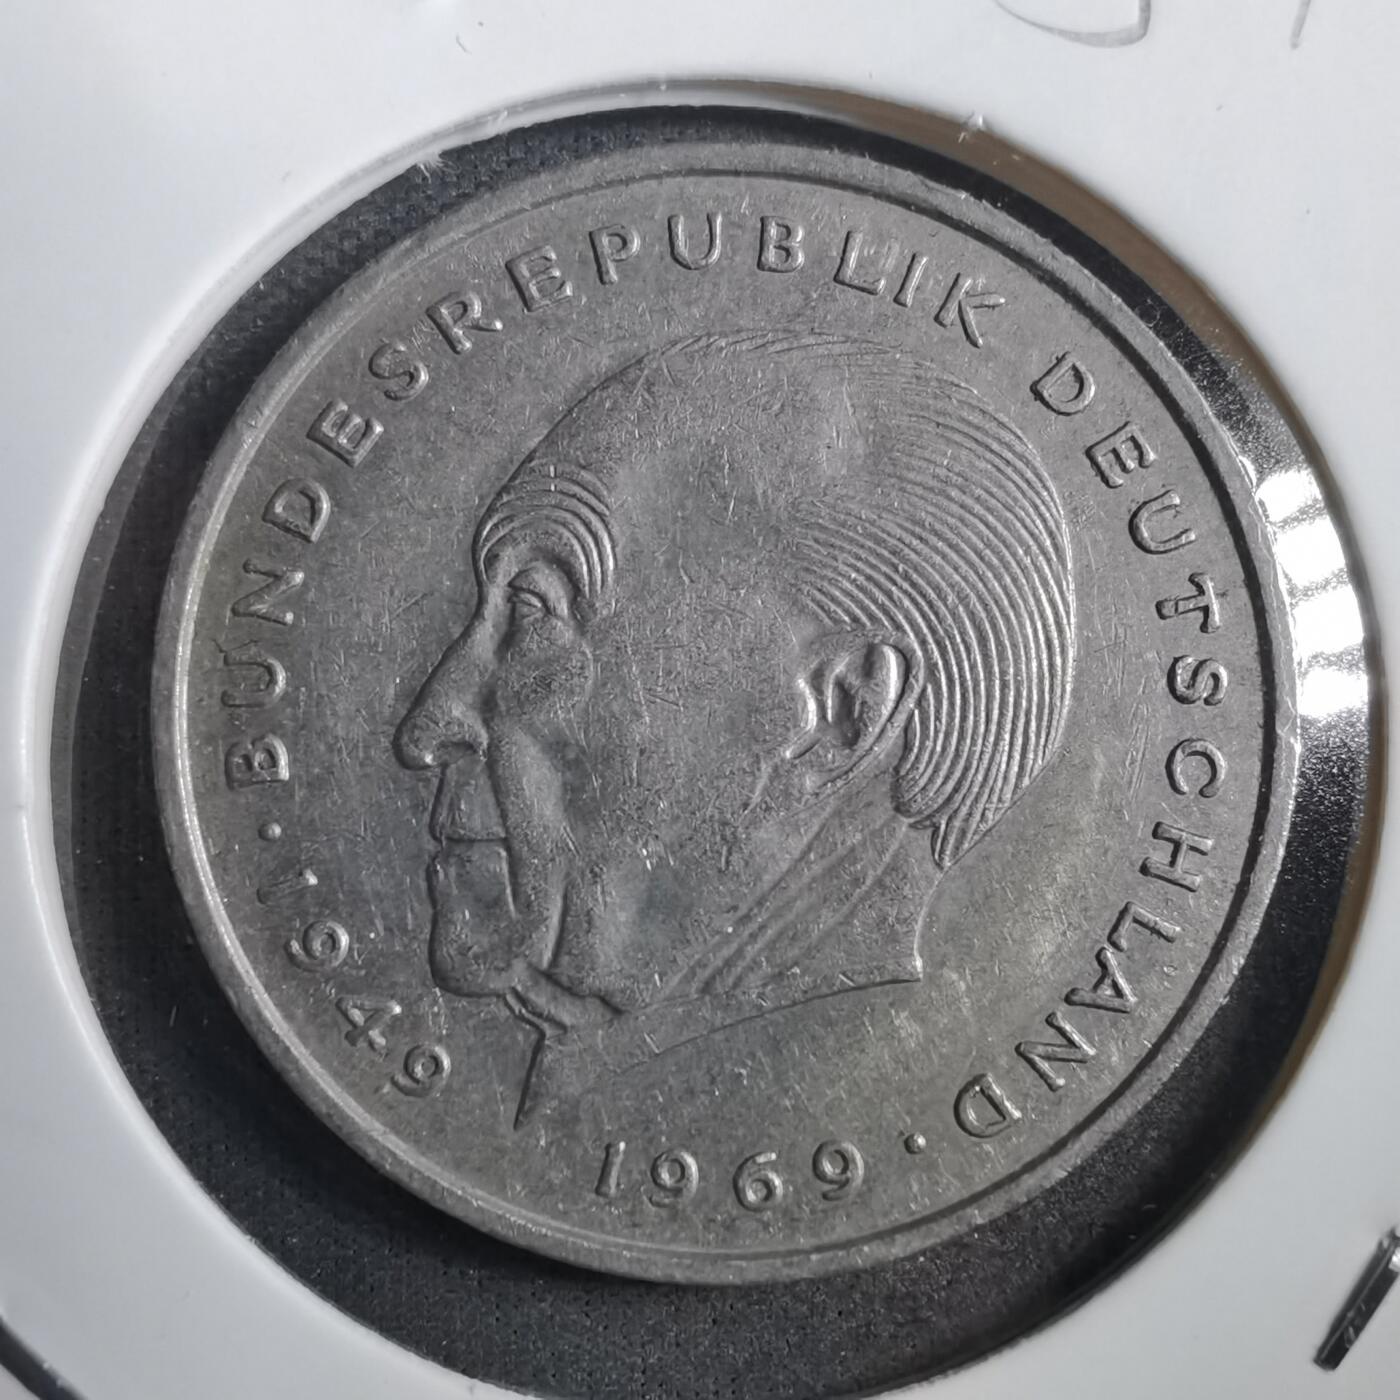 · BUNDESREPUBLIK DEUTSCHLAND ·
1949
1969